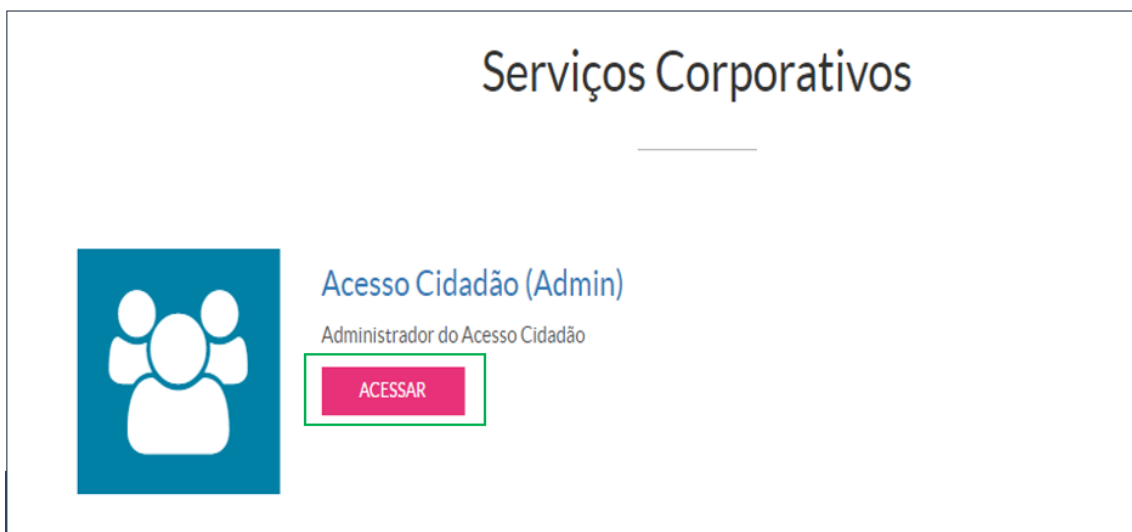 Serviços Corporativos
Acesso Cidadão (Admin)
Administrador do Acesso Cidadão
ACESSAR